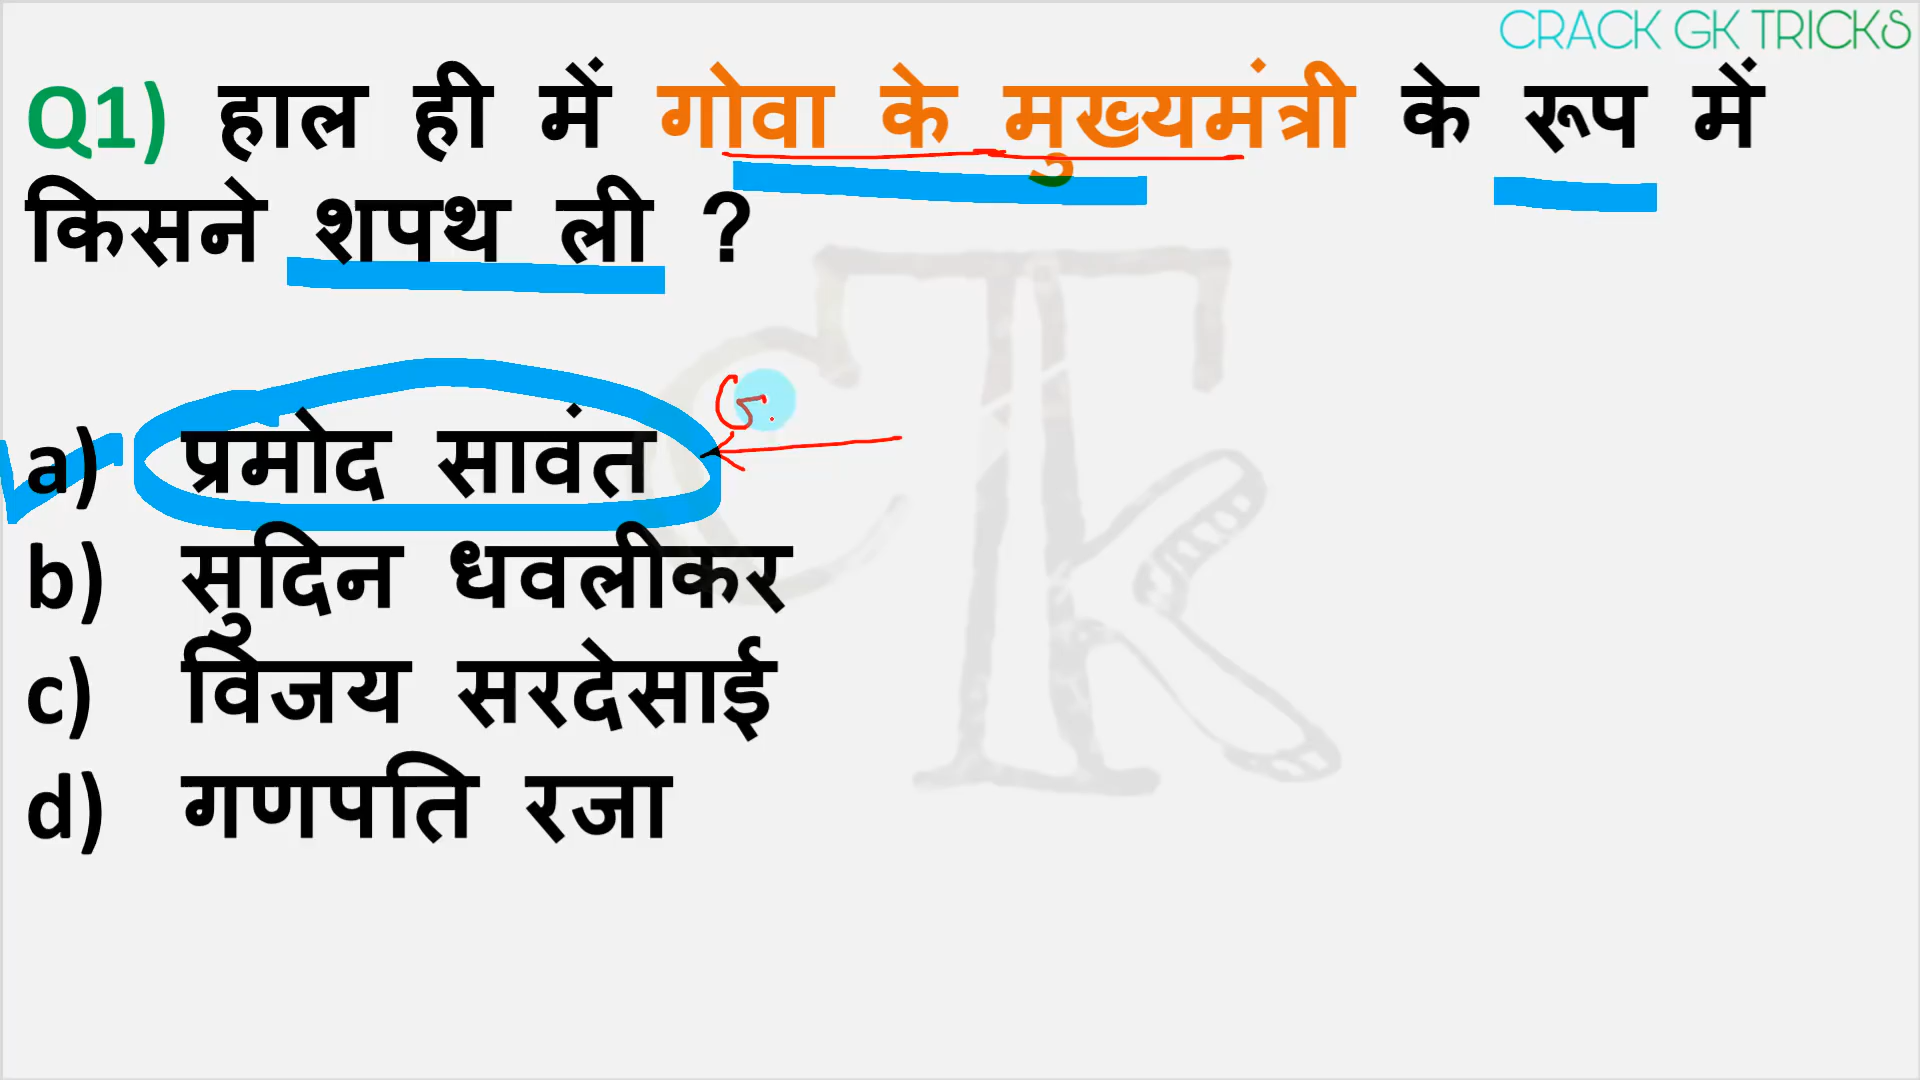 CRACK GK TRICKS
Q1) हाल ही में गोवा के मुख्यमंत्री के रूप में
किसने शपथ ली ?
a) प्रमोद सावंत
b) सुदिन धवलीकर
c) विजय सरदेसाई
d) गणपति रजा